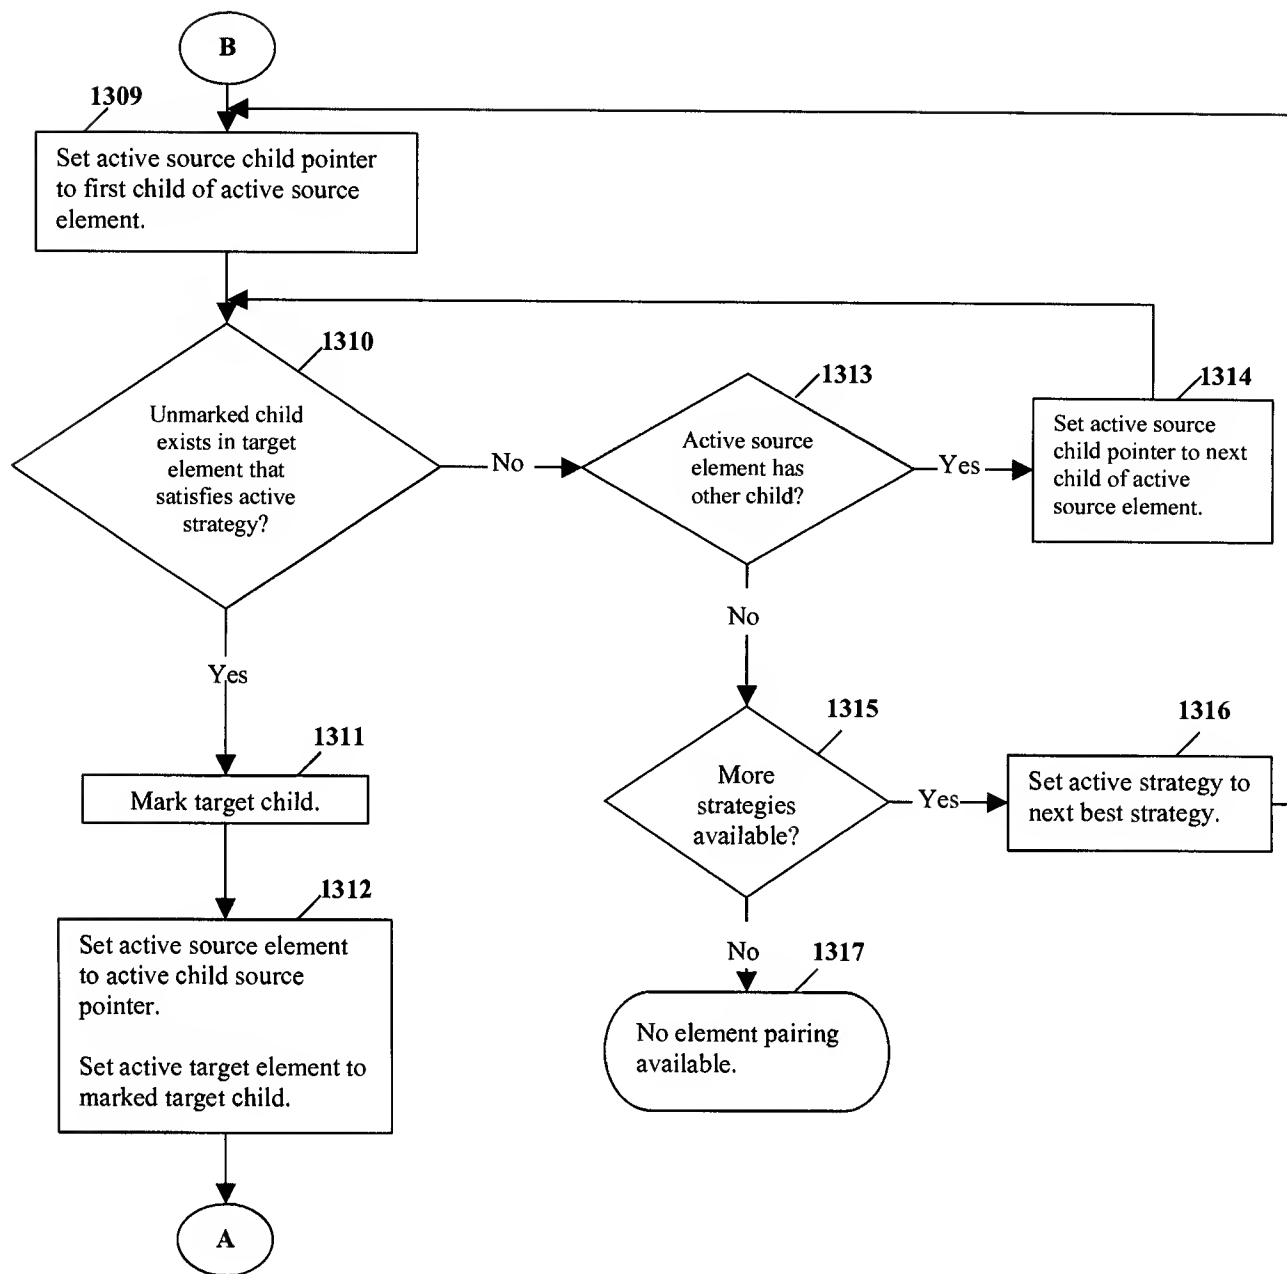 B
1309
Set active source child pointer
to first child of active source
element.
1310
Unmarked child
exists in target
element that
satisfies active
strategy?
No
1313
Active source
element has
other child?
Yes
1314
Set active source
child pointer to next
child of active
source element.
Yes
No
1311
Mark target child.
1315
More
strategies
available?
Yes
1316
Set active strategy to
next best strategy.
1312
Set active source element
to active child source
pointer.
Set active target element to
marked target child.
No
1317
No element pairing
available.
A